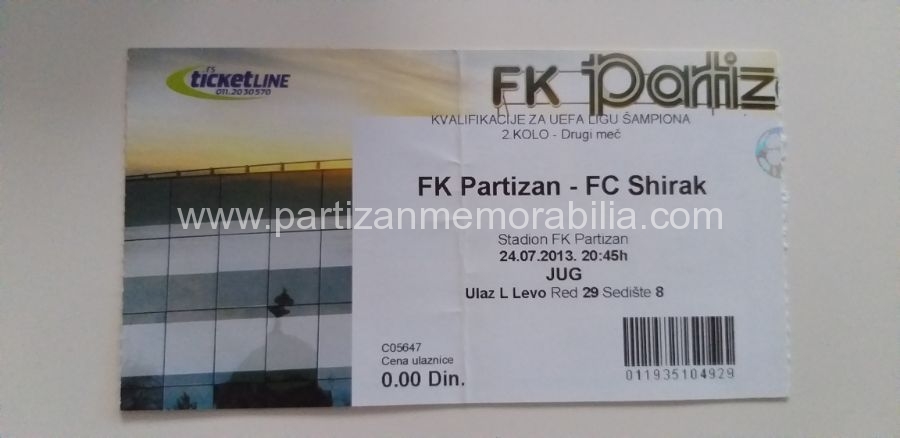 rs
ticketLINE
011.2030570
FK Partiz
KVALIFIKACIJE ZA UEFA LIGU ŠAMPIONA
2.KOLO - Drugi meč
FK Partizan - FC Shirak
www.partizanmemorabilia.com
Stadion FK Partizan
24.07.2013. 20:45h
JUG
Ulaz L Levo Red 29 Sedište 8
C05647
Cena ulaznice
0.00 Din.
011935104929